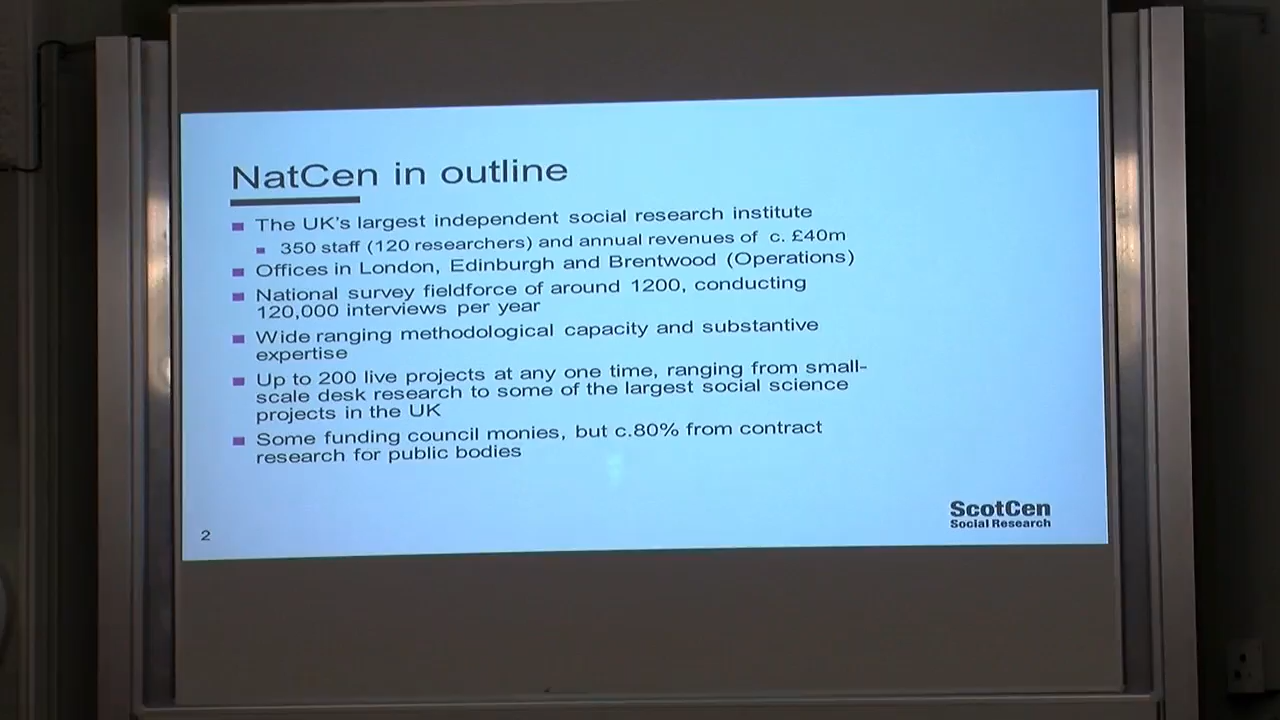 NatCen in outline
The UK's largest independent social research institute
350 staff (120 researchers) and annual revenues of c. £40m
Offices in London, Edinburgh and Brentwood (Operations)
National survey fieldforce of around 1200, conducting
120,000 interviews per year
Wide ranging methodological capacity and substantive
expertise
Up to 200 live projects at any one time, ranging from small-
scale desk research to some of the largest social science
projects in the UK
Some funding council monies, but c.80% from contract
research for public bodies
ScotCen
Social Research
2